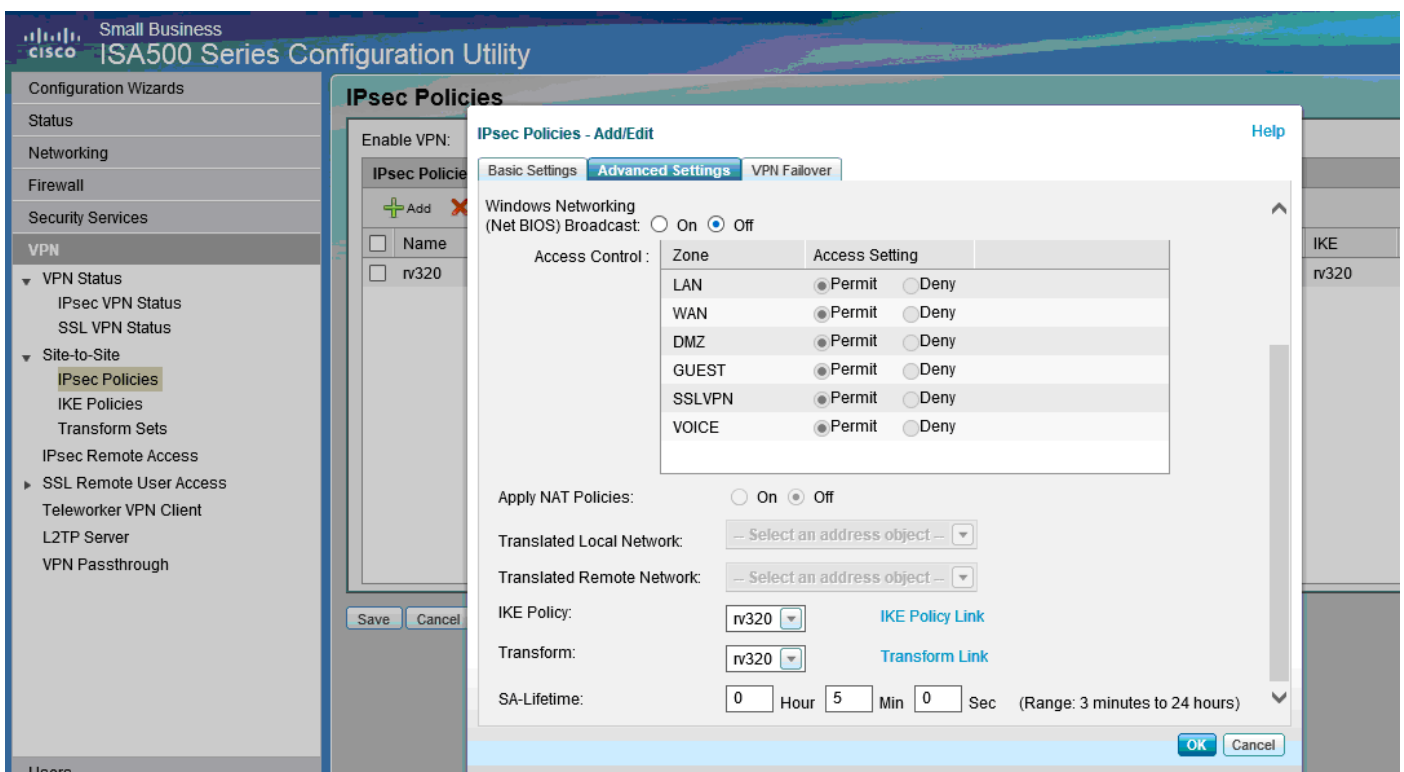 Small Business
cisco ISA500 Series Configuration Utility
Configuration Wizards
Status
Networking
Firewall
Security Services
VPN
VPN Status
IPsec VPN Status
SSL VPN Status
Site-to-Site
IPsec Policies
IKE Policies
Transform Sets
IPsec Remote Access
SSL Remote User Access
Teleworker VPN Client
L2TP Server
VPN Passthrough
IPsec Policies
Enable VPN:
IPsec Policie
Add
Name
rv320
Save Cancel
IKE
rv320
IPsec Policies - Add/Edit Help
Basic Settings Advanced Settings VPN Failover
Windows Networking
(Net BIOS) Broadcast: On Off
Access Control : Zone Access Setting
LAN Permit Deny
WAN Permit Deny
DMZ Permit Deny
GUEST Permit Deny
SSLVPN Permit Deny
VOICE Permit Deny
Apply NAT Policies: On Off
Translated Local Network: -- Select an address object --
Translated Remote Network: -- Select an address object --
IKE Policy: rv320 IKE Policy Link
Transform: rv320 Transform Link
SA-Lifetime: 0 Hour 5 Min 0 Sec (Range: 3 minutes to 24 hours)
OK Cancel